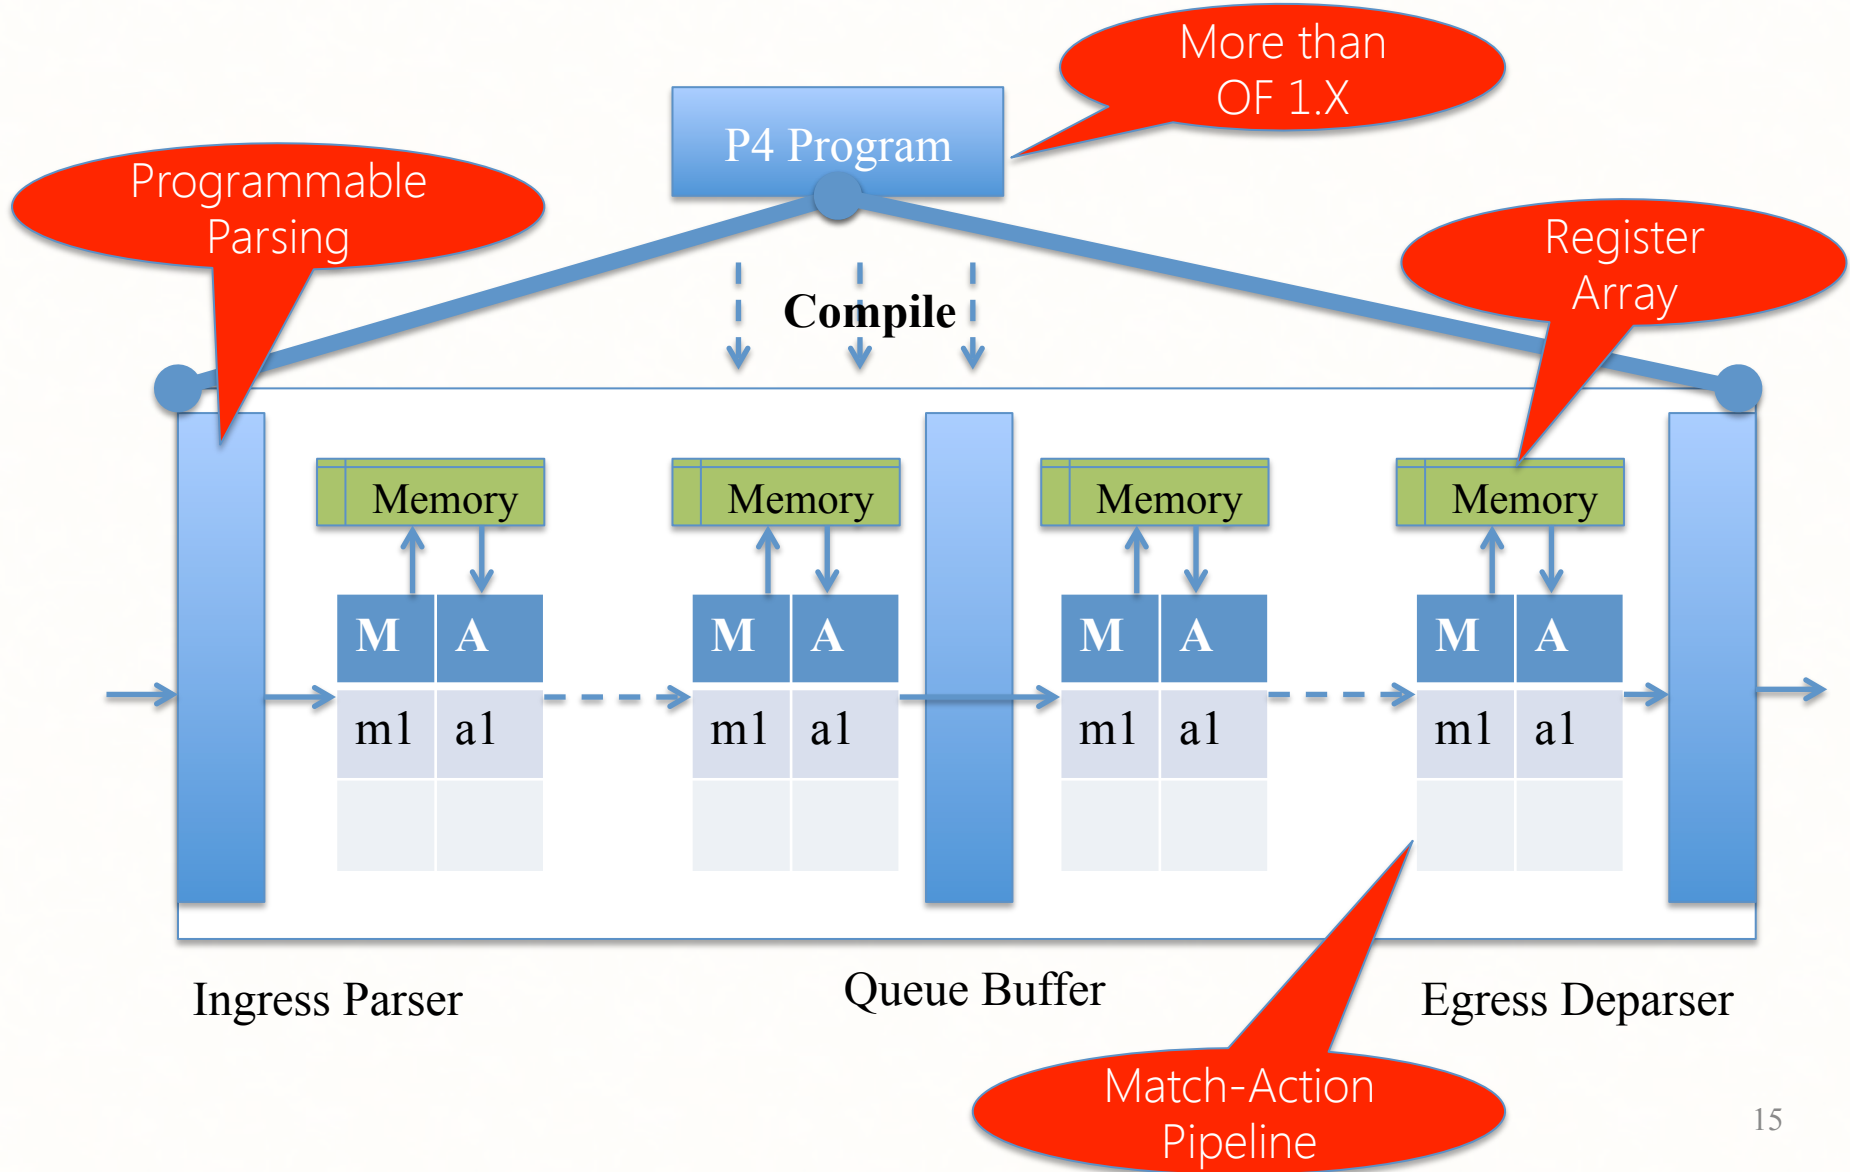 More than
OF 1.X
P4 Program
Programmable
Parsing
Register
Array
Compile
Memory
Memory
Memory
Memory
M A
M A
M A
M A
m1 a1
m1 a1
m1 a1
m1 a1
Ingress Parser
Queue Buffer
Egress Deparser
Match-Action
Pipeline
15